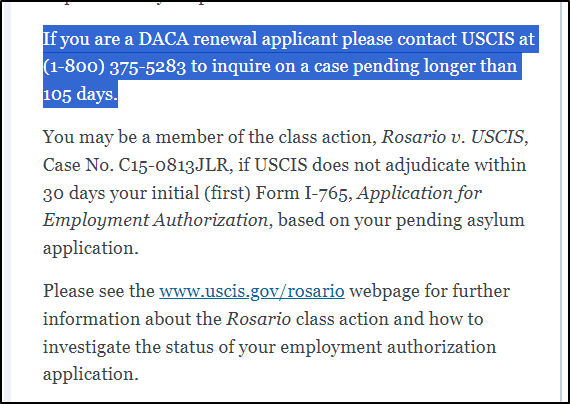 If you are a DACA renewal applicant please contact USCIS at
(1-800) 375-5283 to inquire on a case pending longer than
105 days.
You may be a member of the class action, Rosario v. USCIS,
Case No. C15-0813JLR, if USCIS does not adjudicate within
30 days your initial (first) Form I-765, Application for
Employment Authorization, based on your pending asylum
application.
Please see the www.uscis.gov/rosario webpage for further
information about the Rosario class action and how to
investigate the status of your employment authorization
application.